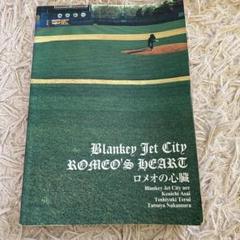 Blankey Jet City
ROMEO'S HEART
ロメオの心臓
Blankey Jet City are
Kenichi Asai
Toshiyuki Terui
Tatsuya Nakamura